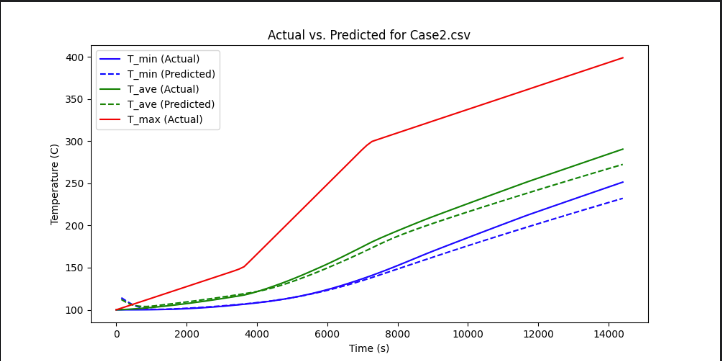 Actual vs. Predicted for Case2.csv
T_min (Actual)
T_min (Predicted)
T_ave (Actual)
T_ave (Predicted)
T_max (Actual)
Temperature (C)
400
350
300
250
200
150
100
0 2000 4000 6000 8000 10000 12000 14000
Time (s)